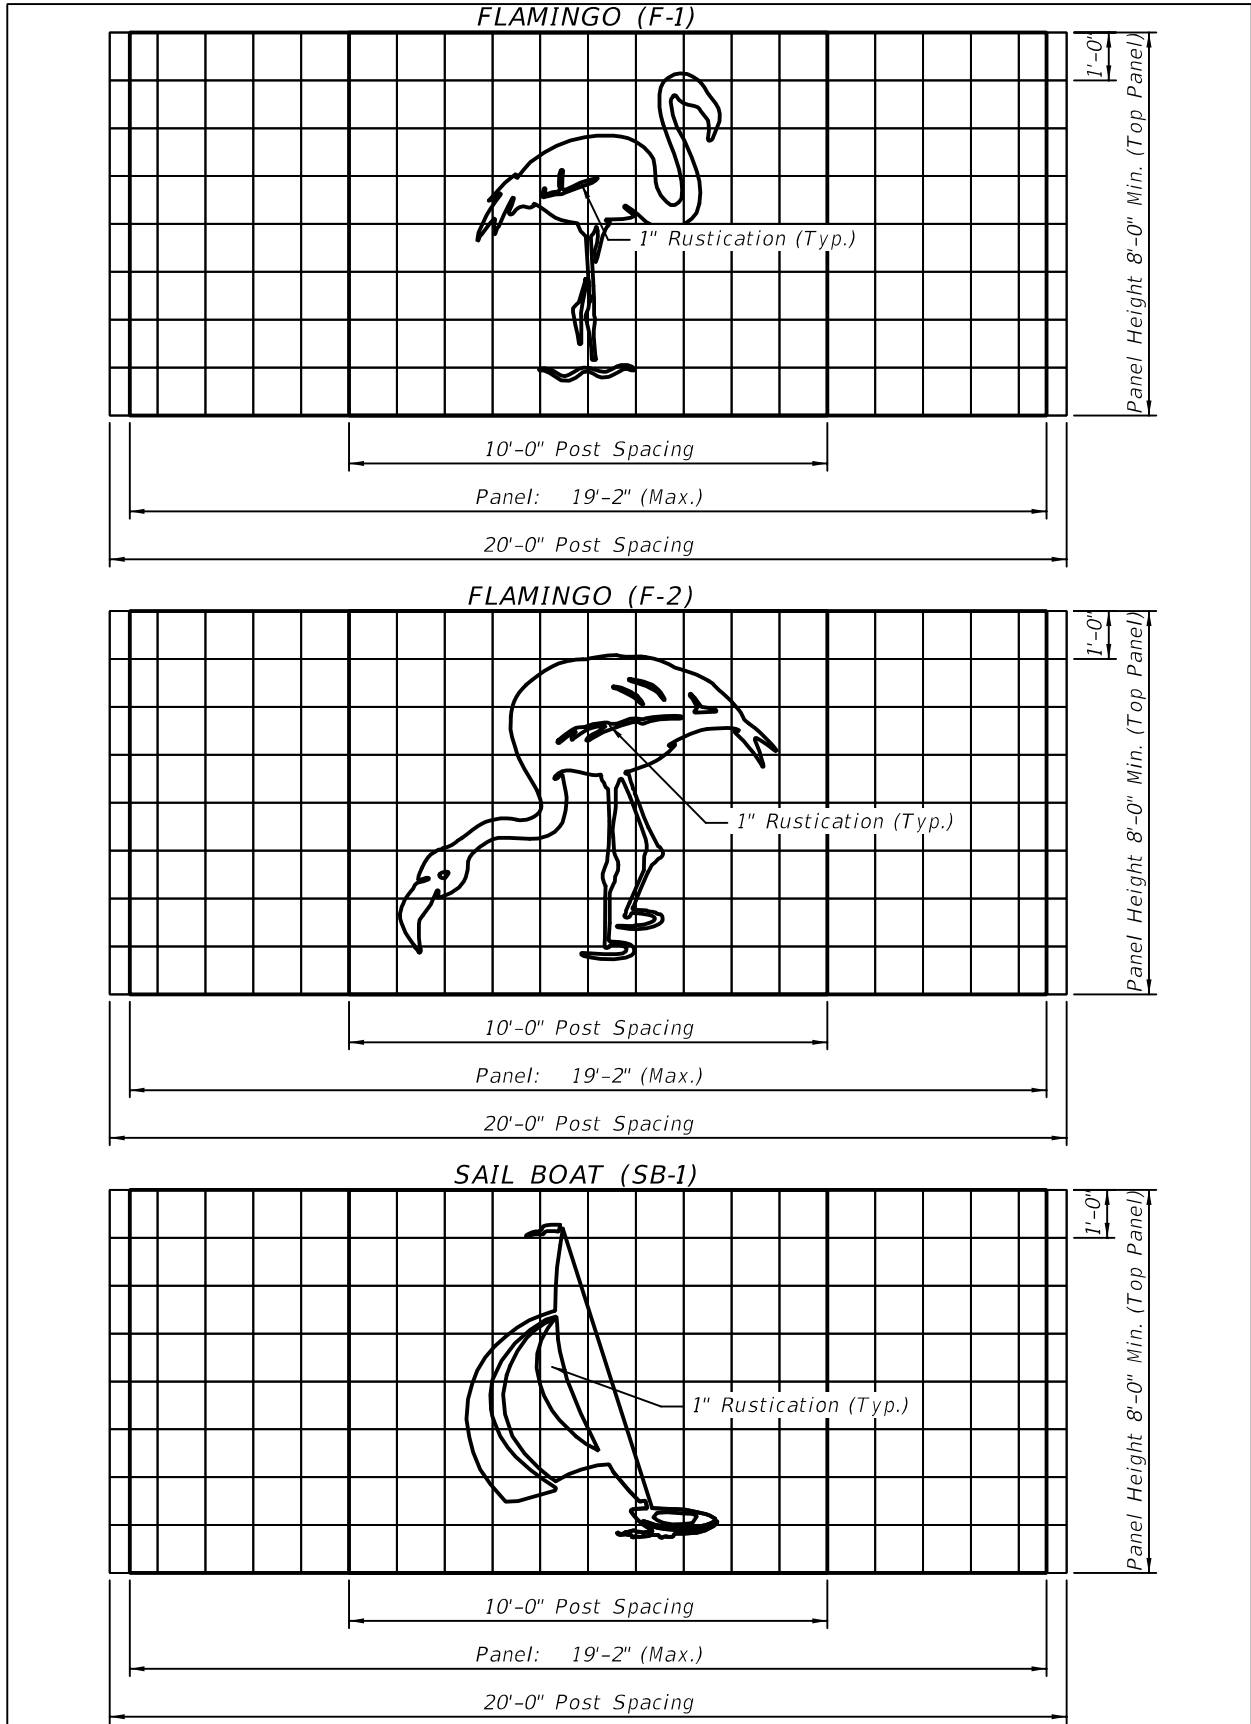 FLAMINGO (F-1)
1'-0"
Panel Height 8'-0" Min. (Top Panel)
1" Rustication (Typ.)
10'-0" Post Spacing
Panel: 19'-2" (Max.)
20'-0" Post Spacing
FLAMINGO (F-2)
1'-0"
Panel Height 8'-0" Min. (Top Panel)
1" Rustication (Typ.)
10'-0" Post Spacing
Panel: 19'-2" (Max.)
20'-0" Post Spacing
SAIL BOAT (SB-1)
1'-0"
Panel Height 8'-0" Min. (Top Panel)
1" Rustication (Typ.)
10'-0" Post Spacing
Panel: 19'-2" (Max.)
20'-0" Post Spacing